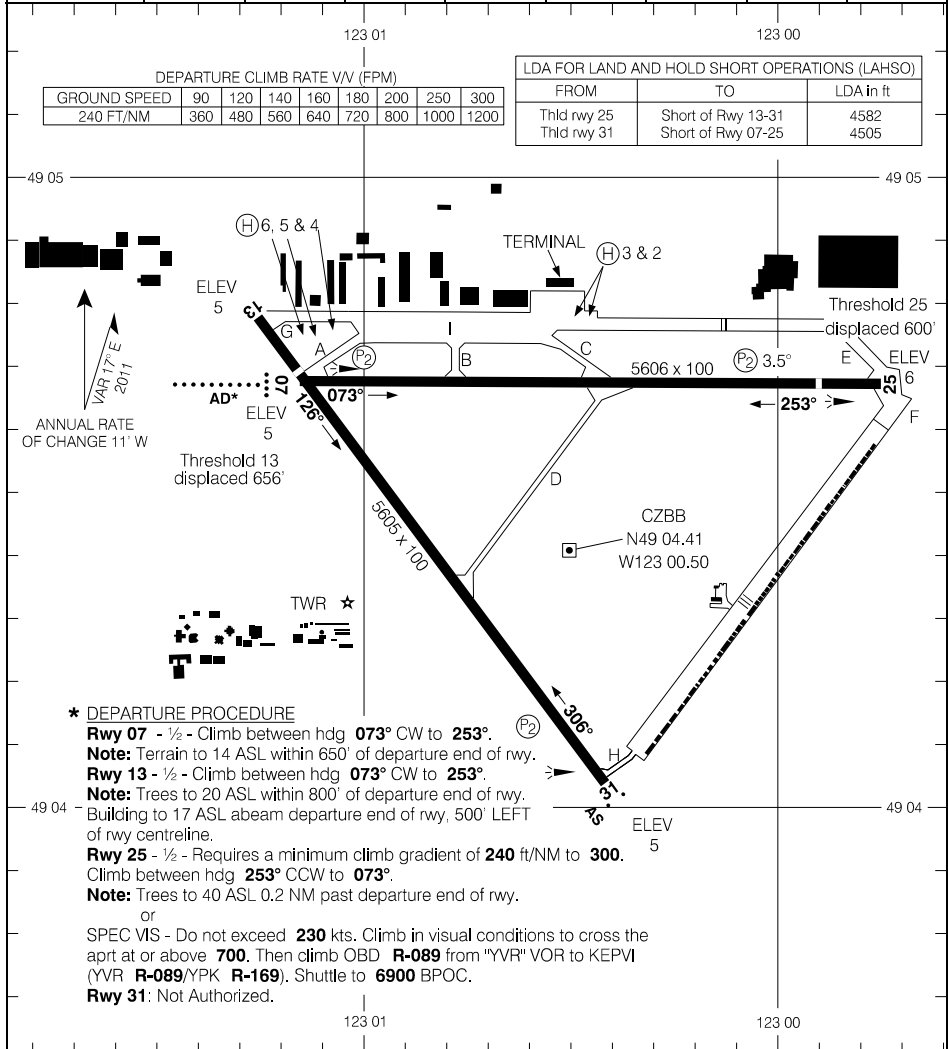 123 01
123 00
DEPARTURE CLIMB RATE V/V (FPM)
GROUND SPEED 90 120 140 160 180 200 250 300
240 FT/NM 360 480 560 640 720 800 1000 1200
LDA FOR LAND AND HOLD SHORT OPERATIONS (LAHSO)
FROM TO LDA in ft
Thld rwy 25 Short of Rwy 13-31 4582
Thld rwy 31 Short of Rwy 07-25 4505
49 05
49 05
H 6, 5 & 4
TERMINAL
H 3 & 2
ELEV
5
13
Threshold 25
displaced 600'
G
A
I
B
C
E
P2
5606 x 100
P2 3.5°
ELEV
6
VAR 17° E
2011
ANNUAL RATE
OF CHANGE 11' W
AD*
07
073°
253°
25
F
ELEV
5
126°
Threshold 13
displaced 656'
D
5605 x 100
CZBB
N49 04.41
W123 00.50
TWR
306°
P2
H
31
AS
ELEV
5
* DEPARTURE PROCEDURE
Rwy 07 - ½ - Climb between hdg 073° CW to 253°.
Note: Terrain to 14 ASL within 650' of departure end of rwy.
Rwy 13 - ½ - Climb between hdg 073° CW to 253°.
Note: Trees to 20 ASL within 800' of departure end of rwy.
49 04
Building to 17 ASL abeam departure end of rwy, 500' LEFT
49 04
of rwy centreline.
Rwy 25 - ½ - Requires a minimum climb gradient of 240 ft/NM to 300.
Climb between hdg 253° CCW to 073°.
Note: Trees to 40 ASL 0.2 NM past departure end of rwy.
or
SPEC VIS - Do not exceed 230 kts. Climb in visual conditions to cross the
aprt at or above 700. Then climb OBD R-089 from "YVR" VOR to KEPVI
(YVR R-089/YPK R-169). Shuttle to 6900 BPOC.
Rwy 31: Not Authorized.
123 01
123 00